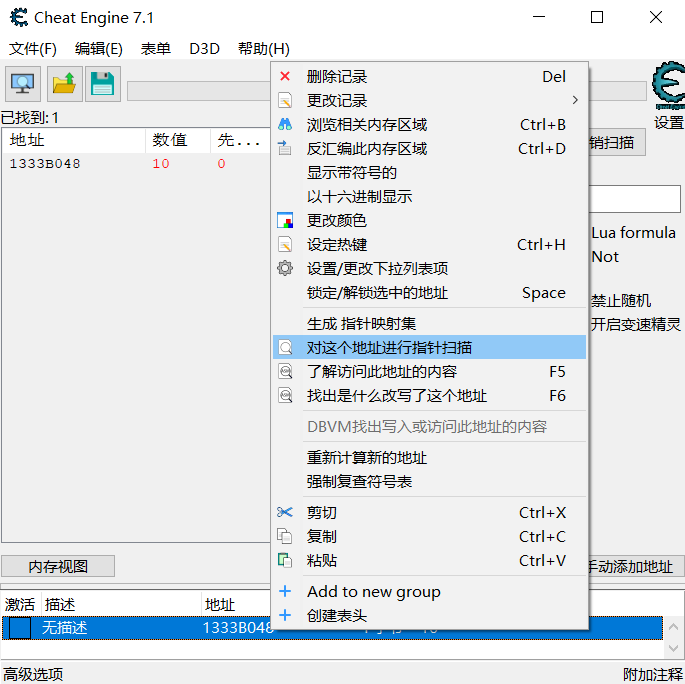 Cheat Engine 7.1
文件(F) 编辑(E) 表单 D3D 帮助(H)
已找到: 1
设置
地址 数值 先...
1333B048 10 0
销扫描
Lua formula
Not
禁止随机
开启变速精灵
删除记录 Del
更改记录
浏览相关内存区域 Ctrl+B
反汇编此内存区域 Ctrl+D
显示带符号的
以十六进制显示
更改颜色
设定热键 Ctrl+H
设置/更改下拉列表项
锁定/解锁选中的地址 Space
生成 指针映射集
对这个地址进行指针扫描
了解访问此地址的内容 F5
找出是什么改写了这个地址 F6
DBVM找出写入或访问此地址的内容
重新计算新的地址
强制复查符号表
剪切 Ctrl+X
复制 Ctrl+C
粘贴 Ctrl+V
Add to new group
创建表头
内存视图 手动添加地址
激活 描述 地址
无描述 1333B048
高级选项 附加注释